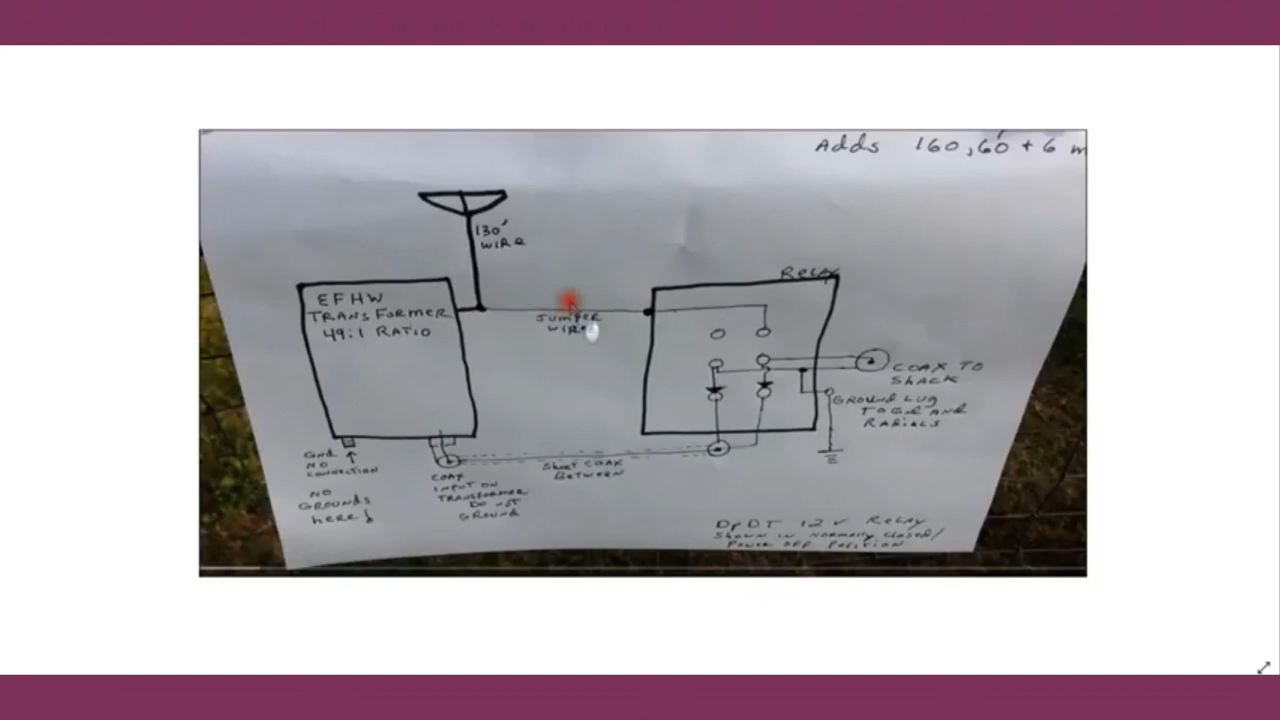 Adds 160, 60 + 6 m
130'
WIRE
RELAY
EFHW
TRANSFORMER
49:1 RATIO
JUMPER
WIRE
COAX TO
SHACK
GROUND LUG
TO Gnd AND
RADIALS
Gnd
NO
CONNECTION
NO
GROUNDS
here!
COAX
INPUT ON
TRANSFORMER
DO NOT
GROUND
Short COAX
BETWEEN
DPDT 12 V RELAY
Shown IN NORMALLY CLOSED/
POWER OFF POSITION